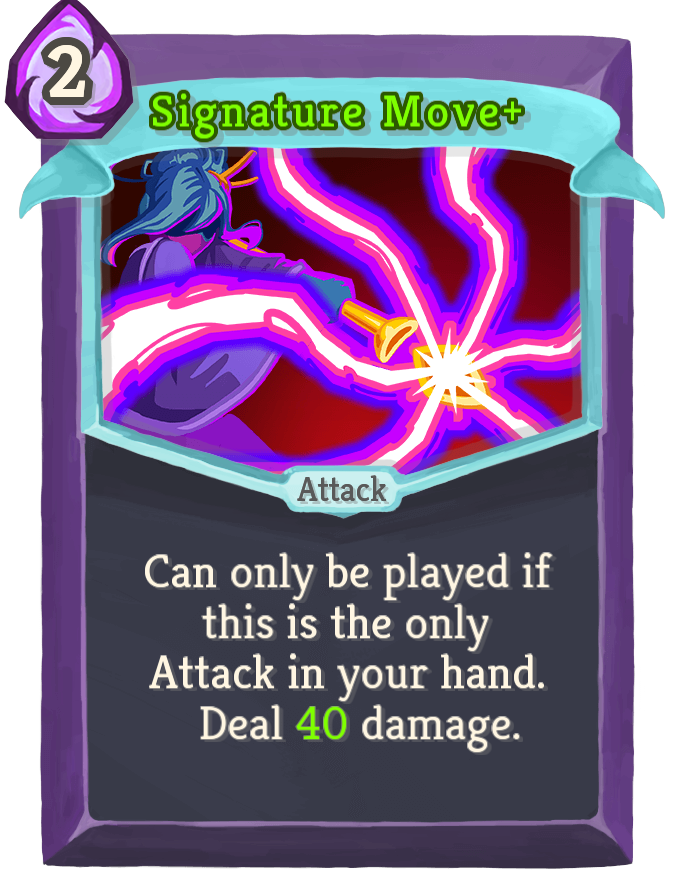 2
Signature Move+
Attack
Can only be played if
this is the only
Attack in your hand.
Deal 40 damage.